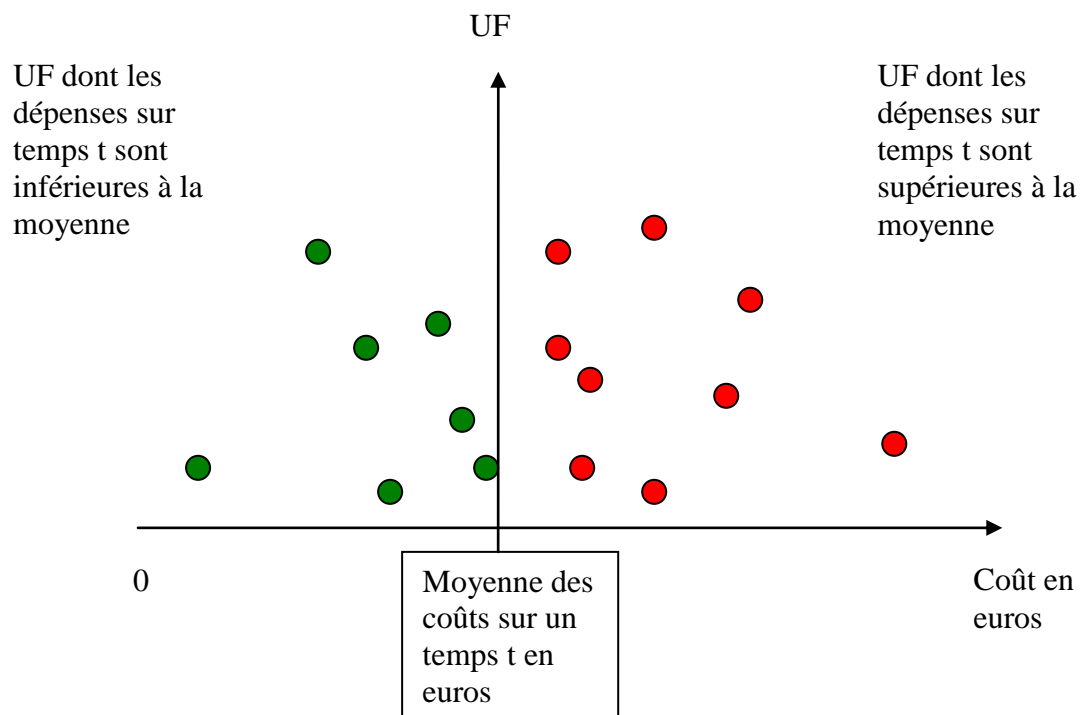 UF
UF dont les
dépenses sur
temps t sont
inférieures à la
moyenne
UF dont les
dépenses sur
temps t sont
supérieures à la
moyenne
0
Moyenne des
coûts sur un
temps t en
euros
Coût en
euros